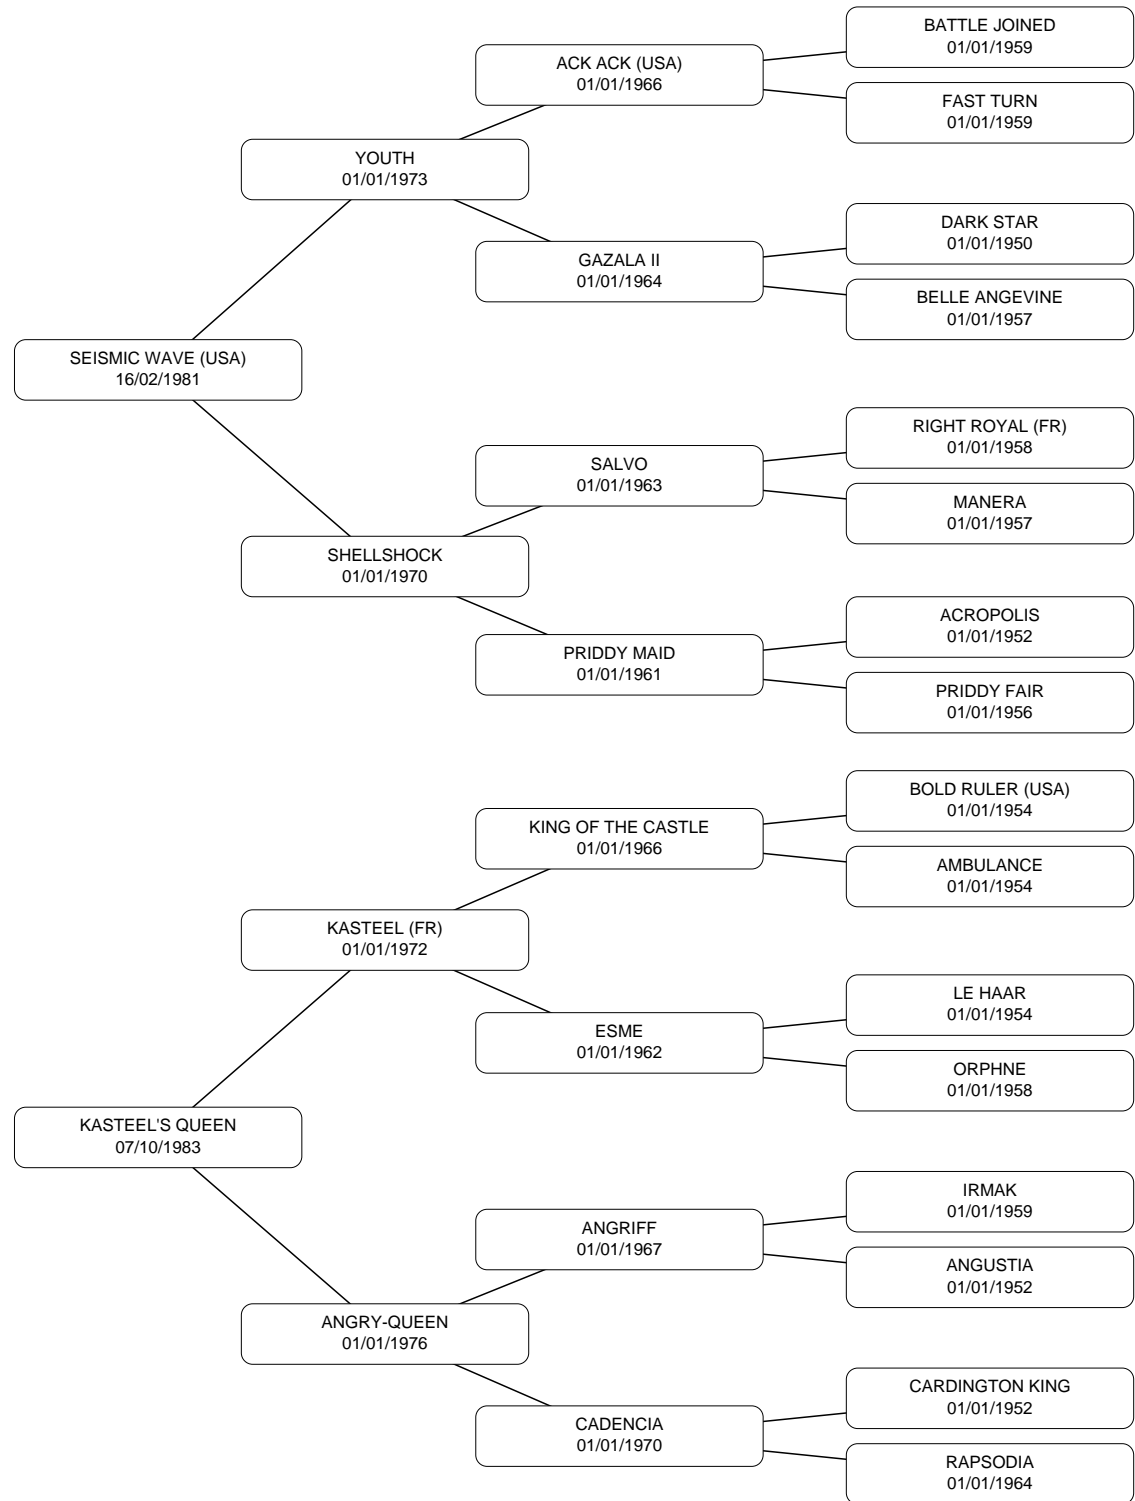 BATTLE JOINED
01/01/1959
ACK ACK (USA)
01/01/1966
FAST TURN
01/01/1959
YOUTH
01/01/1973
DARK STAR
01/01/1950
GAZALA II
01/01/1964
BELLE ANGEVINE
01/01/1957
SEISMIC WAVE (USA)
16/02/1981
RIGHT ROYAL (FR)
01/01/1958
SALVO
01/01/1963
MANERA
01/01/1957
SHELLSHOCK
01/01/1970
ACROPOLIS
01/01/1952
PRIDDY MAID
01/01/1961
PRIDDY FAIR
01/01/1956
BOLD RULER (USA)
01/01/1954
KING OF THE CASTLE
01/01/1966
AMBULANCE
01/01/1954
KASTEEL (FR)
01/01/1972
LE HAAR
01/01/1954
ESME
01/01/1962
ORPHNE
01/01/1958
KASTEEL'S QUEEN
07/10/1983
IRMAK
01/01/1959
ANGRIFF
01/01/1967
ANGUSTIA
01/01/1952
ANGRY-QUEEN
01/01/1976
CARDINGTON KING
01/01/1952
CADENCIA
01/01/1970
RAPSODIA
01/01/1964